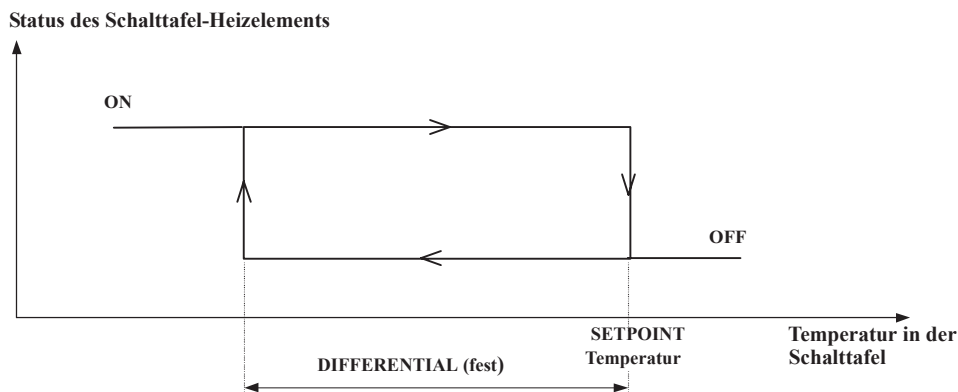 Status des Schalttafel-Heizelements
ON
OFF
SETPOINT
Temperatur
Temperatur in der
Schalttafel
DIFFERENTIAL (fest)